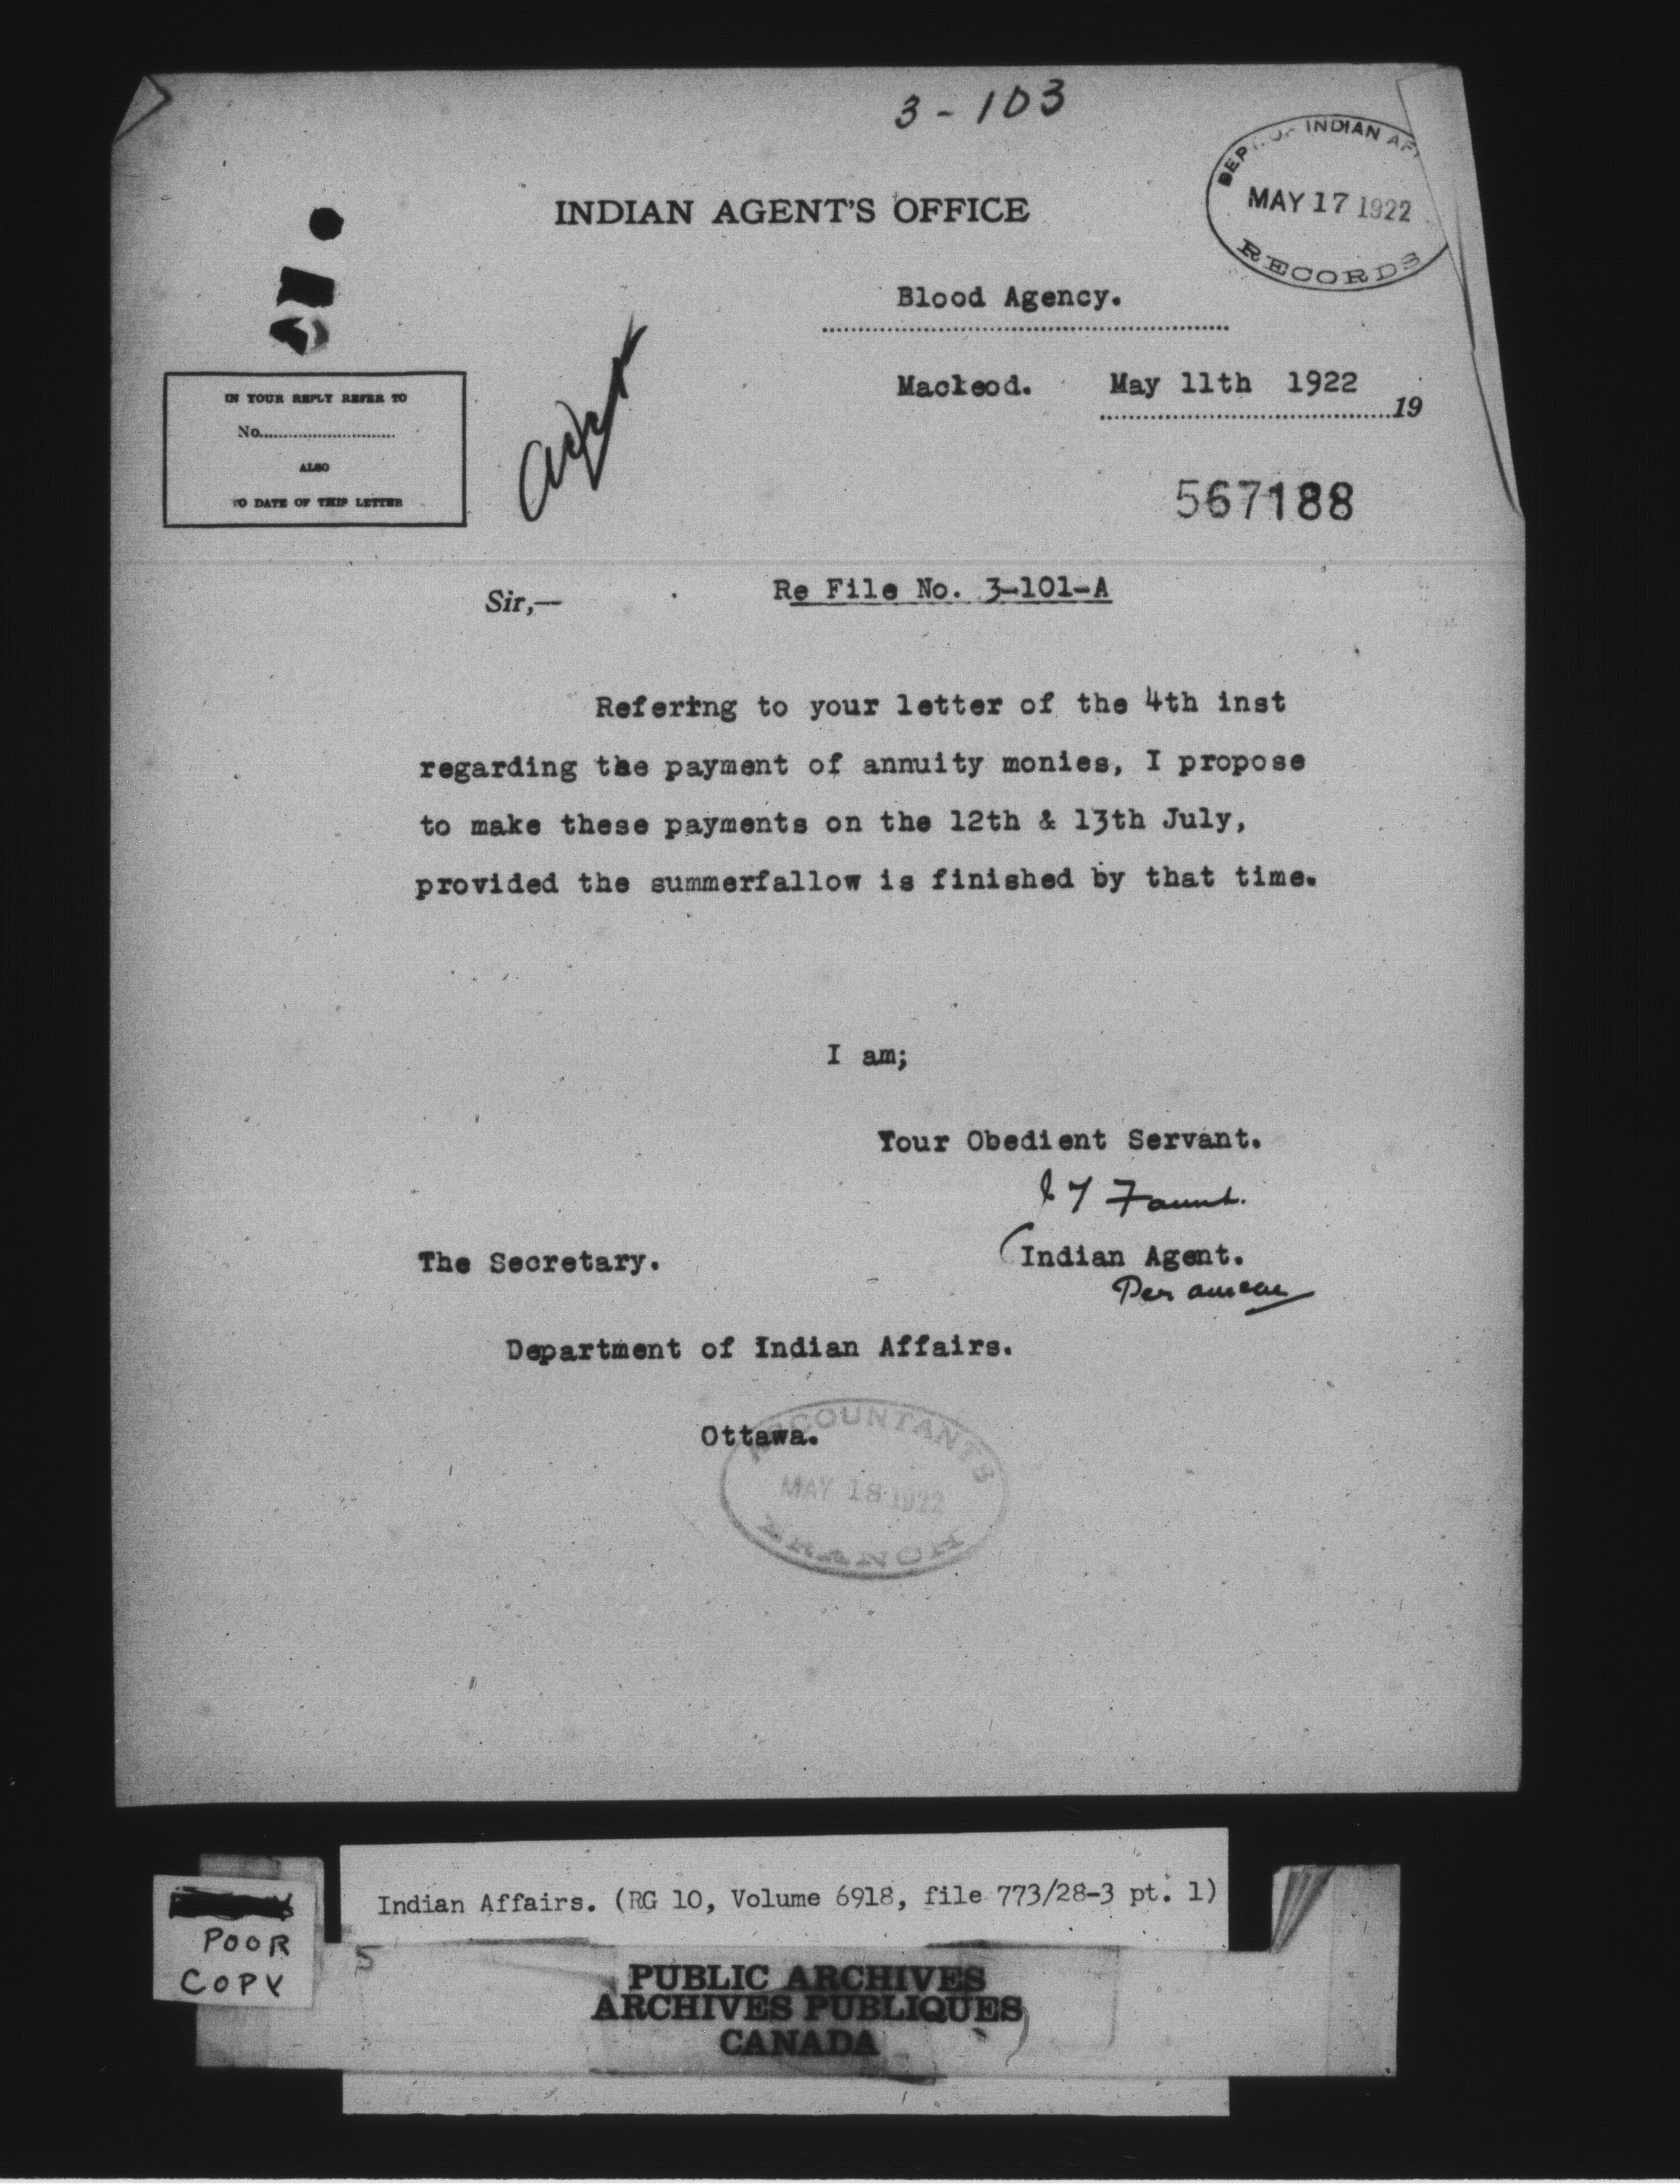 3-103
INDIAN AGENT'S OFFICE
DEPT. OF INDIAN AF
MAY 17 1922
RECORDS
Blood Agency.
Macleod. May 11th 1922
19
IN YOUR REPLY REFER TO
No.
ALSO
TO DATE OF THIS LETTER
567188
Sir,— Re File No. 3-101-A
Refering to your letter of the 4th inst
regarding the payment of annuity monies, I propose
to make these payments on the 12th & 13th July,
provided the summerfallow is finished by that time.
I am;
Your Obedient Servant.
Faunt.
The Secretary. Indian Agent.
Per
Department of Indian Affairs.
Ottawa.
ACCOUNTANT'S
MAY 18 1922
BRANCH
Indian Affairs. (RG 10, Volume 6918, file 773/28-3 pt. 1)
POOR
COPY
5
PUBLIC ARCHIVES
ARCHIVES PUBLIQUES
CANADA